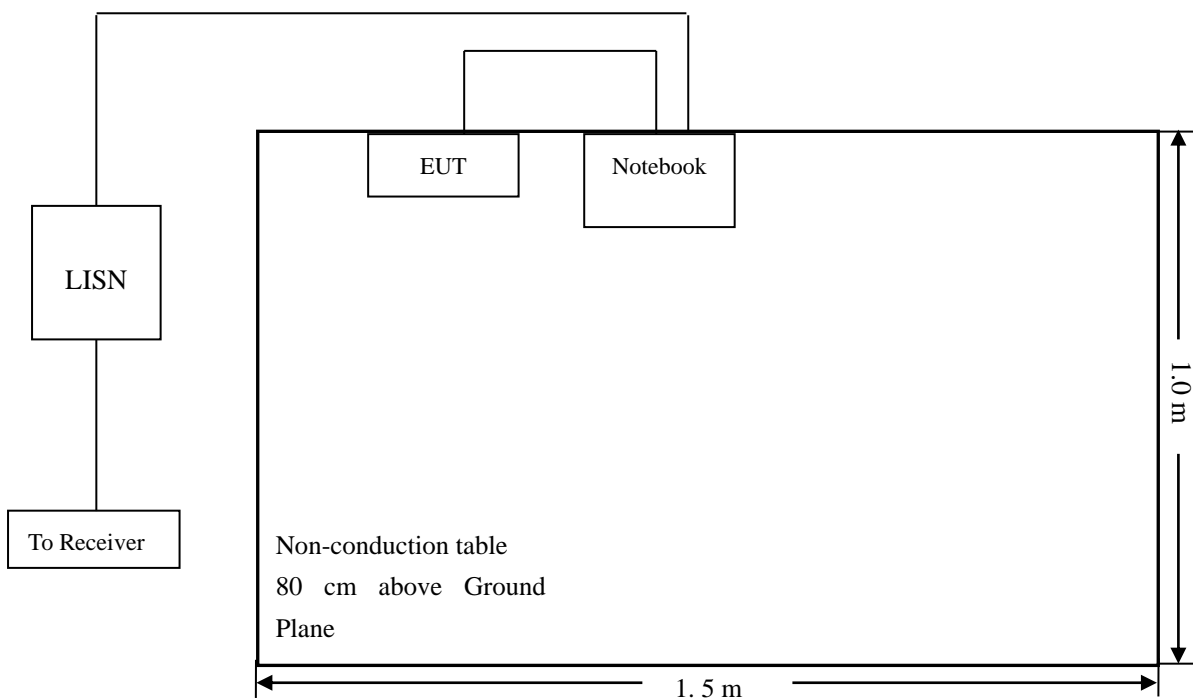 EUT
Notebook
LISN
1.0 m
To Receiver
Non-conduction table
80 cm above Ground
Plane
1. 5 m